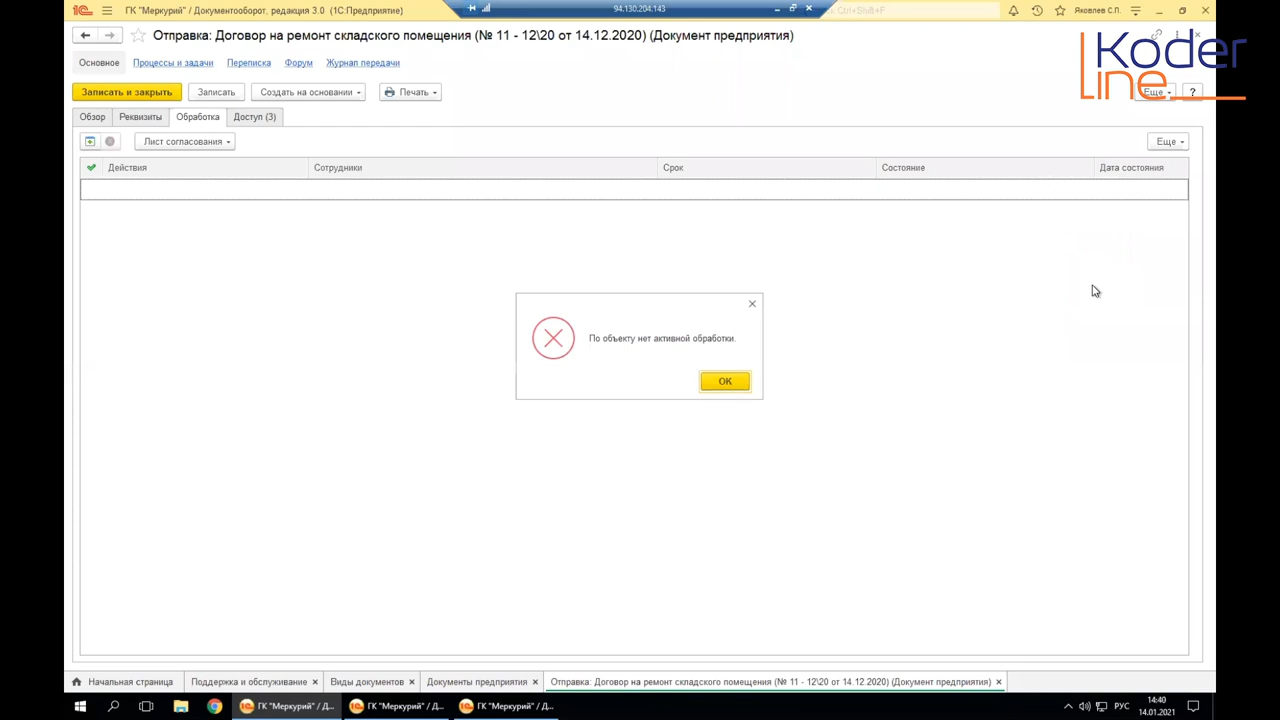 ГК "Меркурий" / Документооборот, редакция 3.0 (1С:Предприятие)
94.130.204.143
Ctrl+Shift+F
Яковлев С.П.
Отправка: Договор на ремонт складского помещения (№ 11 - 12\20 от 14.12.2020) (Документ предприятия)
Koder
line
Основное
Процессы и задачи
Переписка
Форум
Журнал передачи
Записать и закрыть
Записать
Создать на основании
Печать
Еще
?
Обзор
Реквизиты
Обработка
Доступ (3)
Лист согласования
Еще
Действия
Сотрудники
Срок
Состояние
Дата состояния
По объекту нет активной обработки.
ОК
Начальная страница
Поддержка и обслуживание
Виды документов
Документы предприятия
Отправка: Договор на ремонт складского помещения (№ 11 - 12\20 от 14.12.2020) (Документ предприятия)
ГК "Меркурий" / Д...
ГК "Меркурий" / Д...
ГК "Меркурий" / Д...
РУС
14:40
14.01.2021